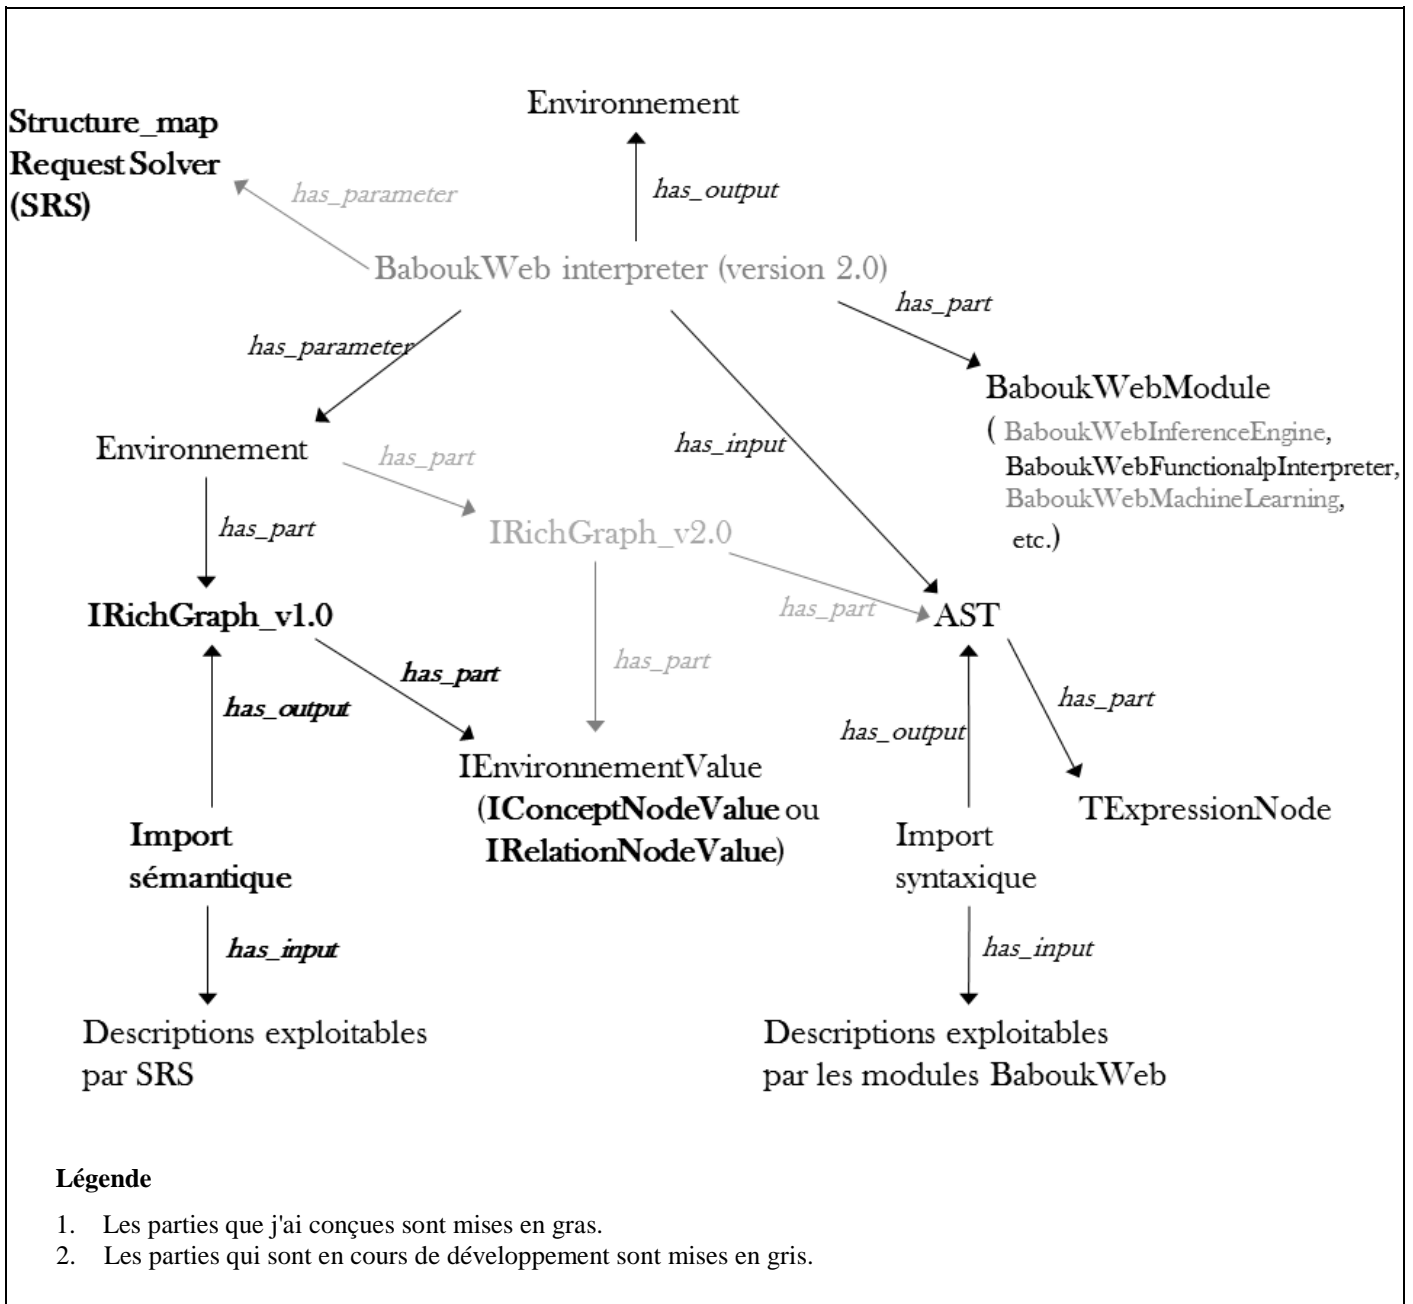 Environnement
Structure_map
Request Solver
(SRS)
has_parameter
has_output
BaboukWeb interpreter (version 2.0)
has_part
has_parameter
BaboukWebModule
( BaboukWebInferenceEngine,
BaboukWebFunctionalpInterpreter,
BaboukWebMachineLearning,
etc.)
Environnement
has_part
has_input
has_part
IRichGraph_v2.0
IRichGraph_v1.0
has_part
AST
has_part
has_part
has_output
has_part
has_output
IEnvironnementValue
(IConceptNodeValue ou
IRelationNodeValue)
TExpressionNode
Import
sémantique
Import
syntaxique
has_input
has_input
Descriptions exploitables
par SRS
Descriptions exploitables
par les modules BaboukWeb
Légende
1. Les parties que j'ai conçues sont mises en gras.
2. Les parties qui sont en cours de développement sont mises en gris.